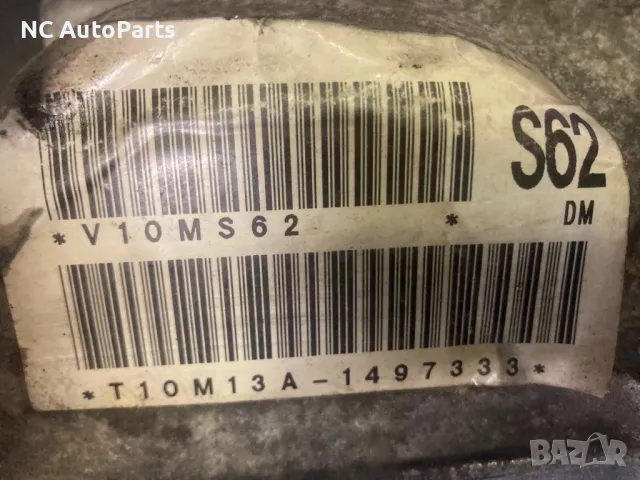 NC AutoParts
S62
* V10MS62 *
DM
* T10M13A-1497333 *
BAZAR